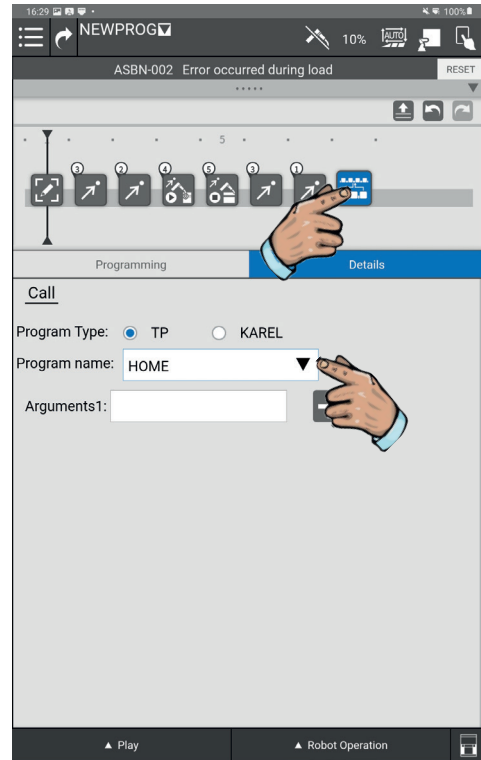 16:29 100%
NEWPROG
10% AUTO
ASBN-002 Error occurred during load RESET
5
3 2 4 5 3 1
Programming Details
Call
Program Type: TP KAREL
Program name: HOME
Arguments1:
Play Robot Operation